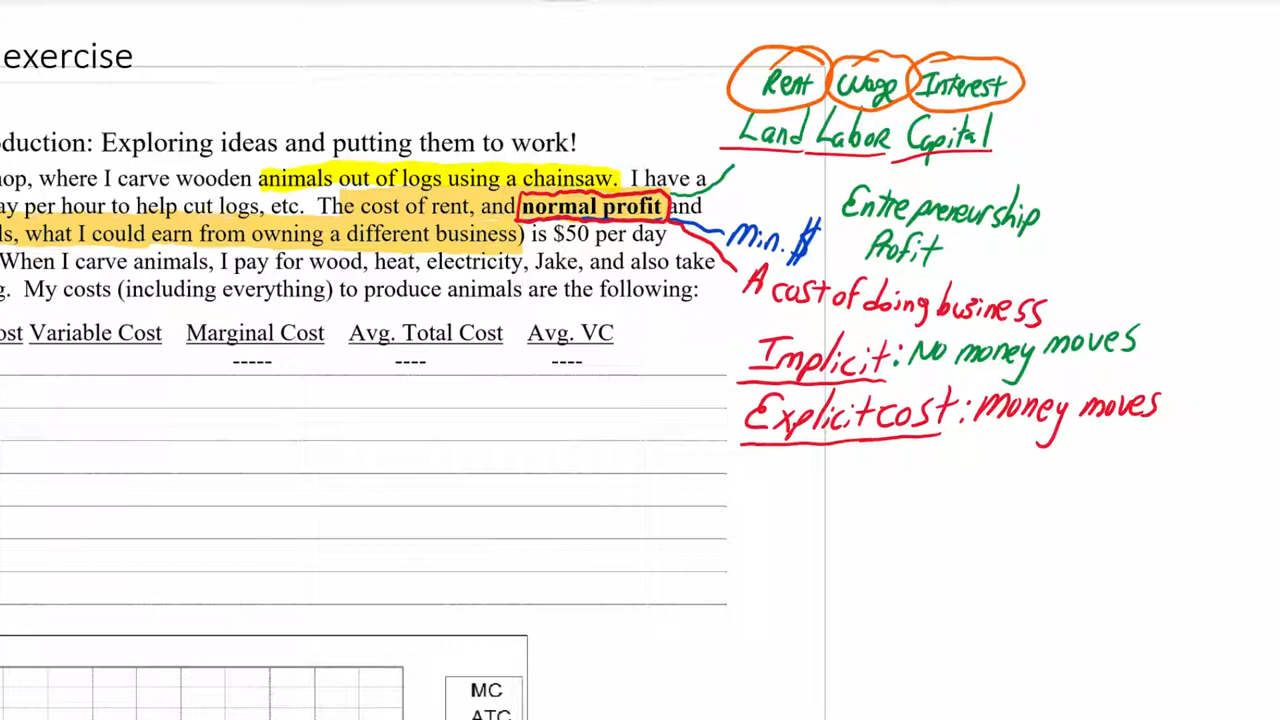 exercise
Rent Wage Interest
Land Labor Capital
oduction: Exploring ideas and putting them to work!
op, where I carve wooden animals out of logs using a chainsaw. I have a
ay per hour to help cut logs, etc. The cost of rent, and normal profit and
ls, what I could earn from owning a different business) is $50 per day
When I carve animals, I pay for wood, heat, electricity, Jake, and also take
g. My costs (including everything) to produce animals are the following:
Entrepreneurship
Profit
Min. $
A cost of doing business
Implicit: No money moves
Explicit cost: Money moves
ost Variable Cost Marginal Cost Avg. Total Cost Avg. VC
----- ---- ----
MC
ATC